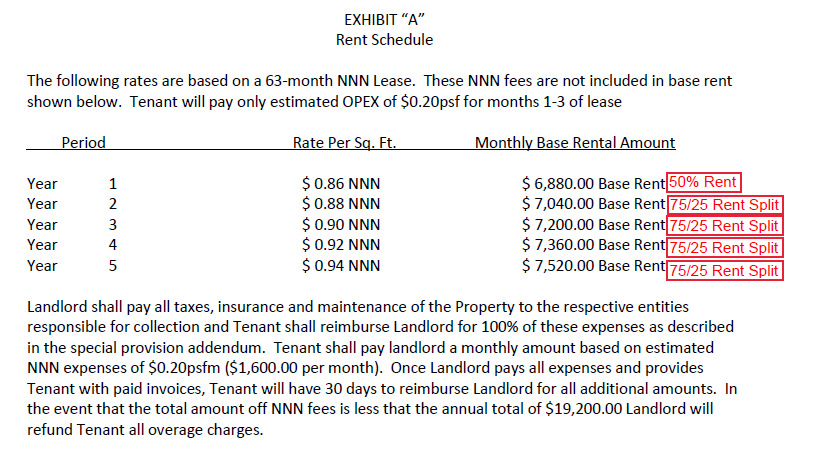 EXHIBIT “A”
Rent Schedule
The following rates are based on a 63-month NNN Lease. These NNN fees are not included in base rent
shown below. Tenant will pay only estimated OPEX of $0.20psf for months 1-3 of lease
Period Rate Per Sq. Ft. Monthly Base Rental Amount
Year 1 $ 0.86 NNN $ 6,880.00 Base Rent 50% Rent
Year 2 $ 0.88 NNN $ 7,040.00 Base Rent 75/25 Rent Split
Year 3 $ 0.90 NNN $ 7,200.00 Base Rent 75/25 Rent Split
Year 4 $ 0.92 NNN $ 7,360.00 Base Rent 75/25 Rent Split
Year 5 $ 0.94 NNN $ 7,520.00 Base Rent 75/25 Rent Split
Landlord shall pay all taxes, insurance and maintenance of the Property to the respective entities
responsible for collection and Tenant shall reimburse Landlord for 100% of these expenses as described
in the special provision addendum. Tenant shall pay landlord a monthly amount based on estimated
NNN expenses of $0.20psfm ($1,600.00 per month). Once Landlord pays all expenses and provides
Tenant with paid invoices, Tenant will have 30 days to reimburse Landlord for all additional amounts. In
the event that the total amount off NNN fees is less that the annual total of $19,200.00 Landlord will
refund Tenant all overage charges.